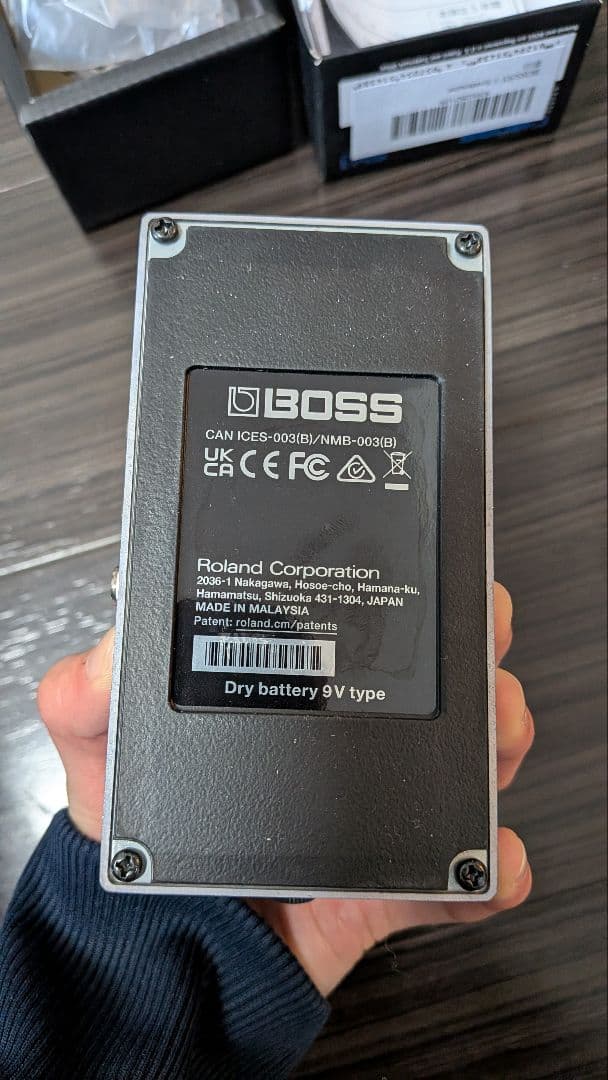 BOSS
CAN ICES-003(B)/NMB-003(B)
UK
CA CE FC
Roland Corporation
2036-1 Nakagawa, Hosoe-cho, Hamana-ku,
Hamamatsu, Shizuoka 431-1304, JAPAN
MADE IN MALAYSIA
Patent: roland.cm/patents
Dry battery 9V type